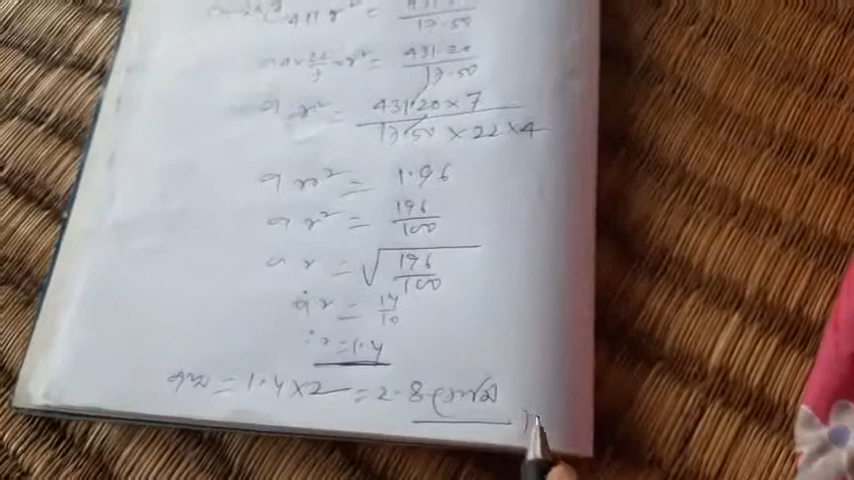 4πr² = 431.20 / 17.50
বা 4×22/7×r² = 431.20 / 17.50
বা r² = 431.20×7 / 17.50×22×4
বা r² = 1.96
বা r² = 196/100
বা r = √196/100
বা r = 14/10
∴ r = 1.4
= 1.4×2 = 2.8